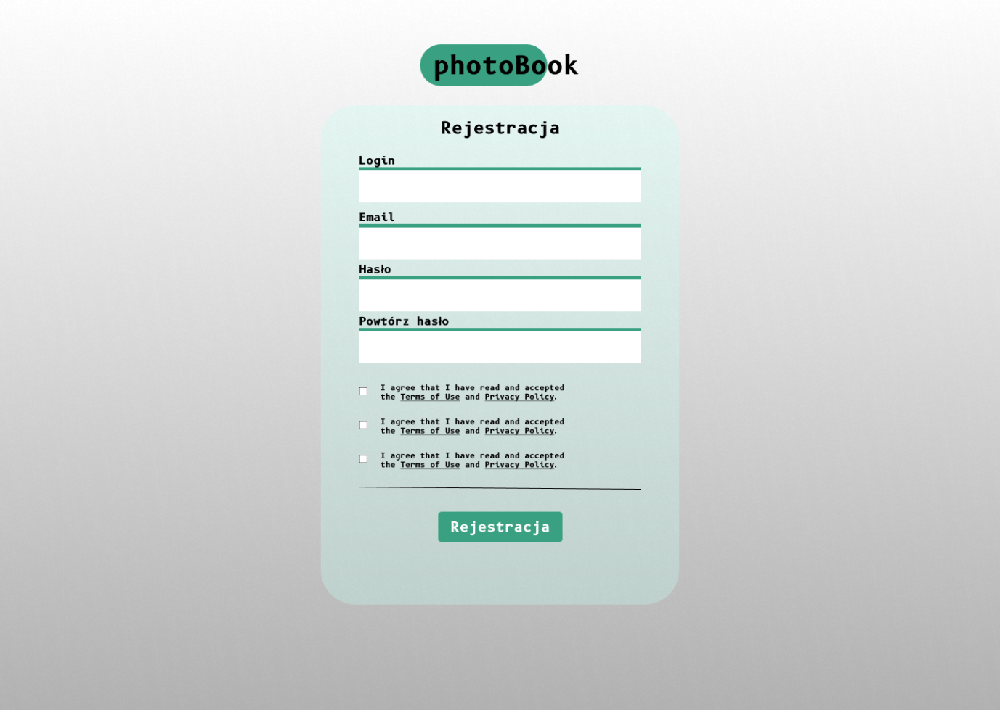 photoBook
Rejestracja
Login
Email
Hasło
Powtórz hasło
I agree that I have read and accepted
the Terms of Use and Privacy Policy.
I agree that I have read and accepted
the Terms of Use and Privacy Policy.
I agree that I have read and accepted
the Terms of Use and Privacy Policy.
Rejestracja